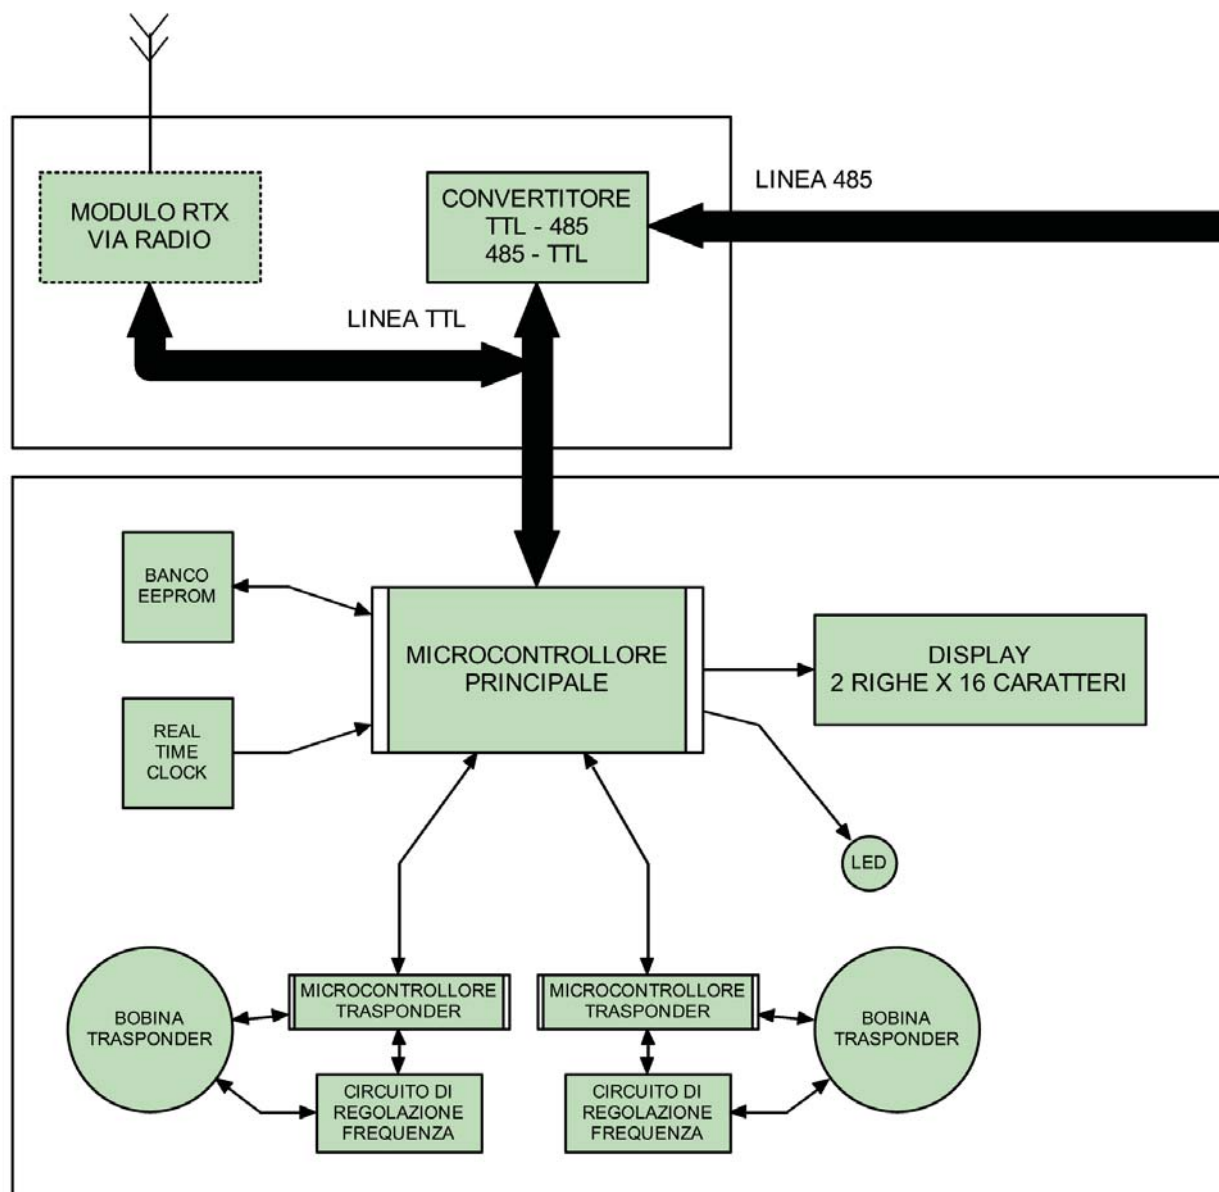 MODULO RTX
VIA RADIO
CONVERTITORE
TTL - 485
485 - TTL
LINEA 485
LINEA TTL
BANCO
EEPROM
MICROCONTROLLORE
PRINCIPALE
DISPLAY
2 RIGHE X 16 CARATTERI
REAL
TIME
CLOCK
LED
BOBINA
TRASPONDER
MICROCONTROLLORE
TRASPONDER
MICROCONTROLLORE
TRASPONDER
BOBINA
TRASPONDER
CIRCUITO DI
REGOLAZIONE
FREQUENZA
CIRCUITO DI
REGOLAZIONE
FREQUENZA